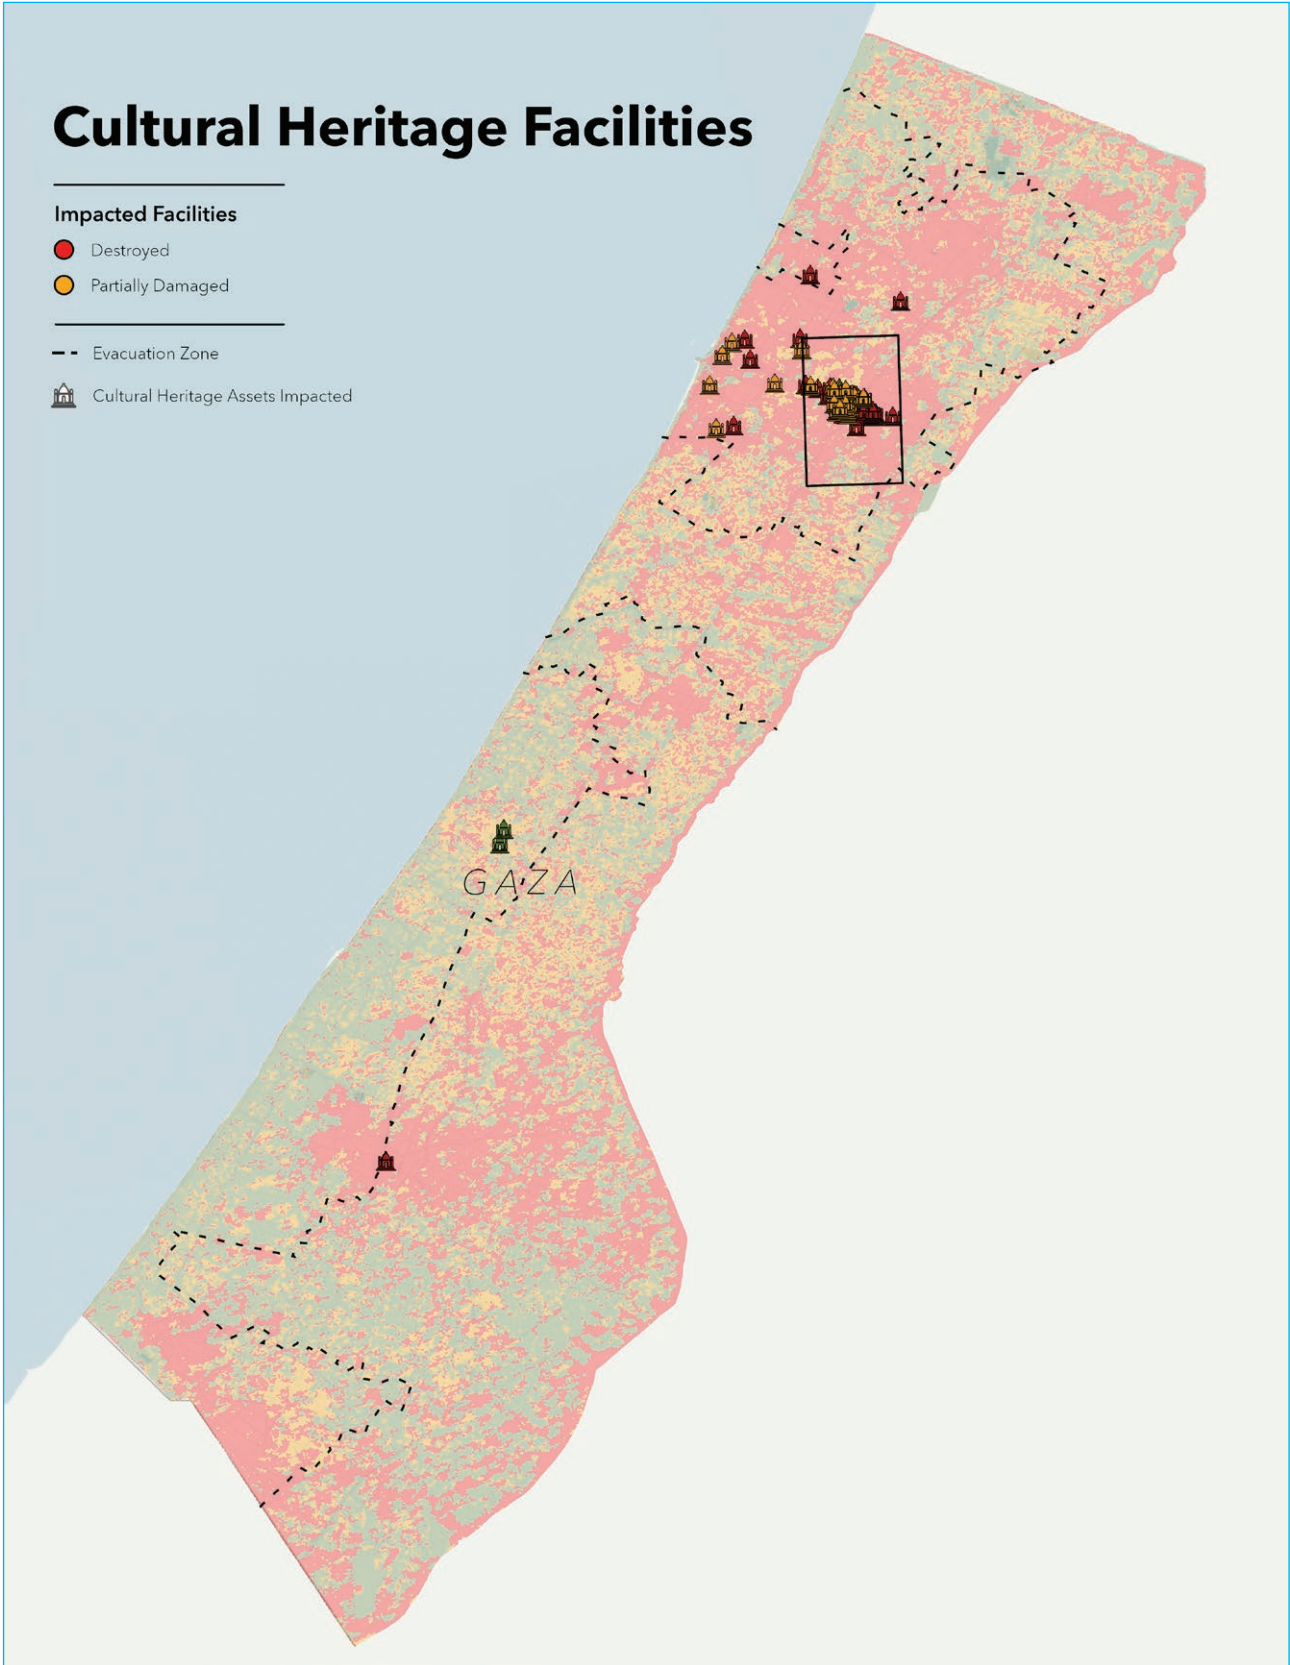 Cultural Heritage Facilities
Impacted Facilities
Destroyed
Partially Damaged
Evacuation Zone
Cultural Heritage Assets Impacted
GAZA